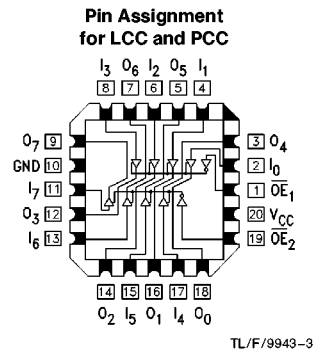 Pin Assignment
for LCC and PCC
I3 O6 I2 O5 I1
8 7 6 5 4
O7 9
GND 10
I7 11
O3 12
I6 13
3 O4
2 I0
1 OE1
20 VCC
19 OE2
14 15 16 17 18
O2 I5 O1 I4 O0
TL/F/9943–3